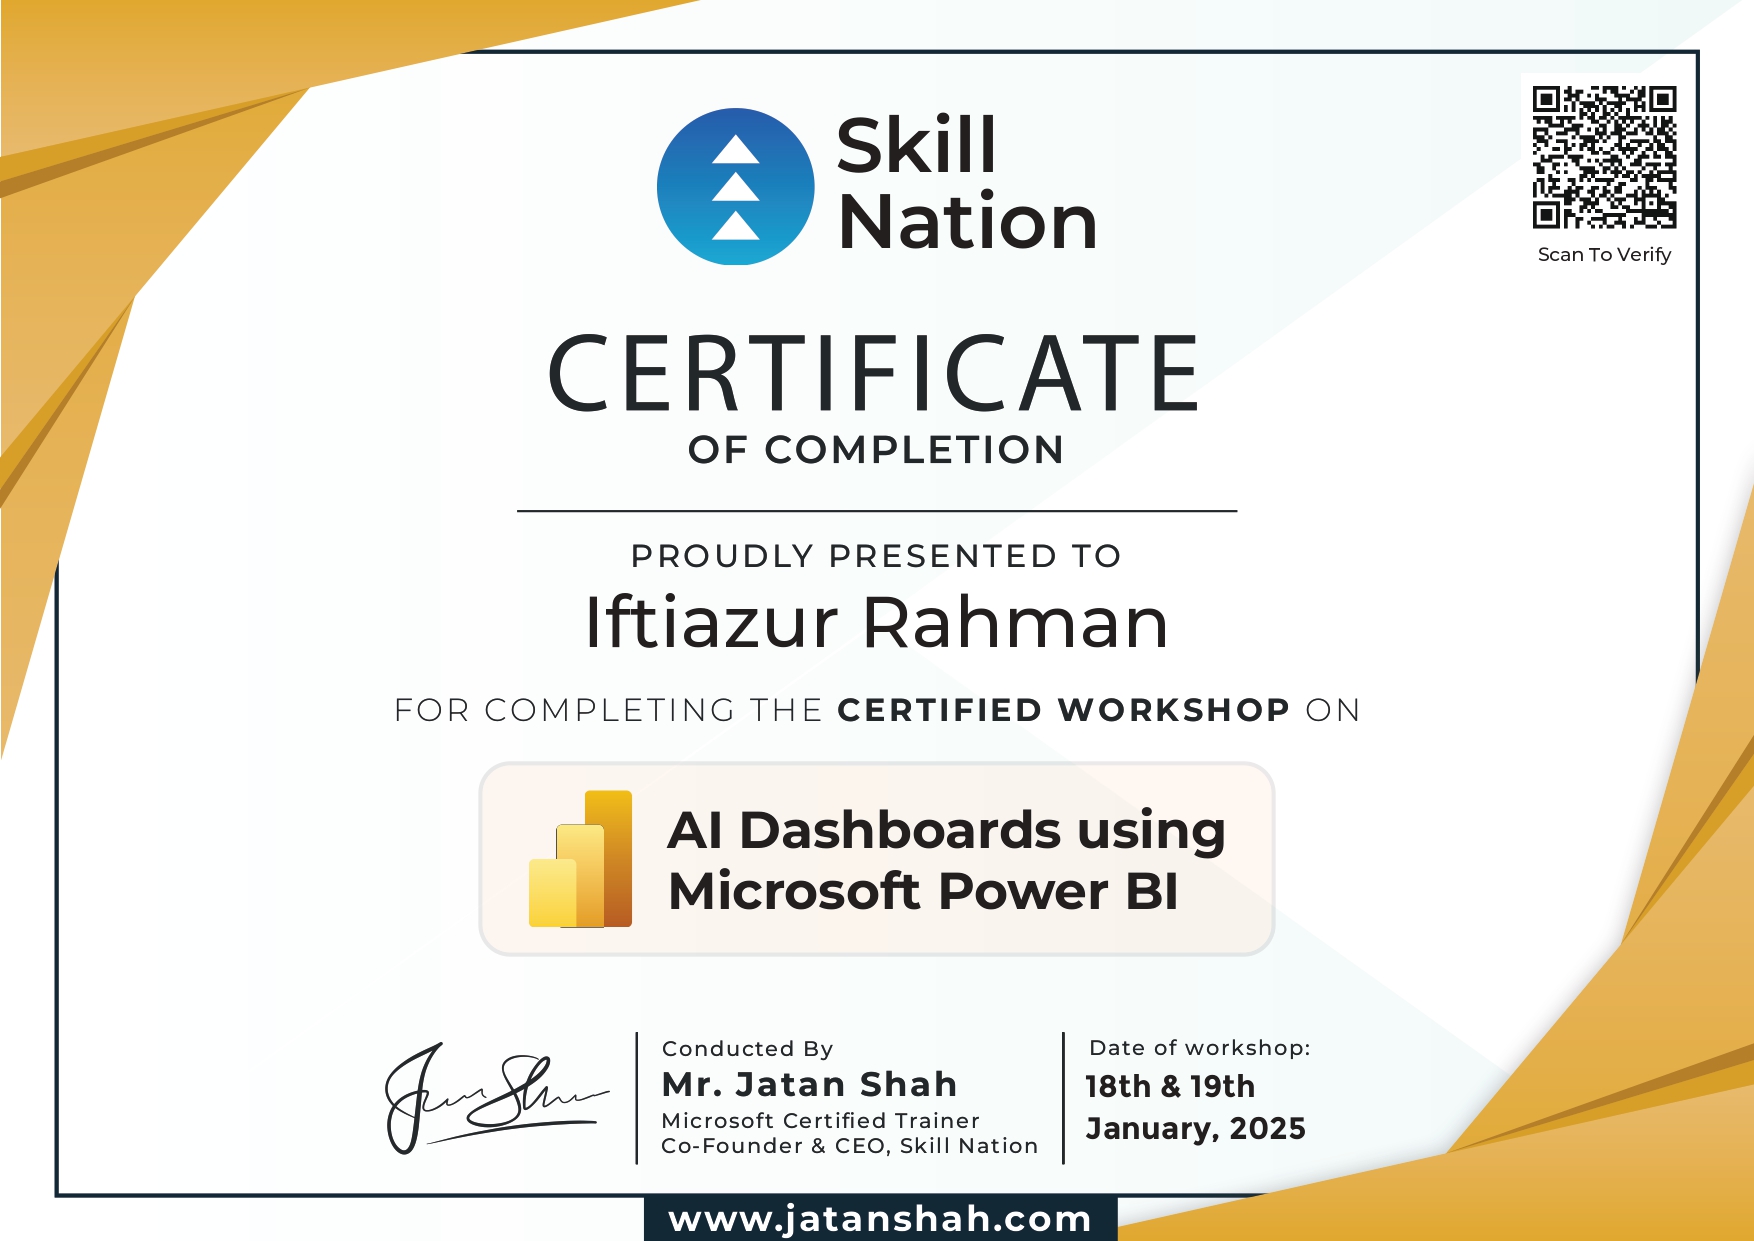 Skill
Nation
Scan To Verify
CERTIFICATE
OF COMPLETION
PROUDLY PRESENTED TO
Iftiazur Rahman
FOR COMPLETING THE CERTIFIED WORKSHOP ON
AI Dashboards using
Microsoft Power BI
Conducted By
Mr. Jatan Shah
Microsoft Certified Trainer
Co-Founder & CEO, Skill Nation
Date of workshop:
18th & 19th
January, 2025
www.jatanshah.com